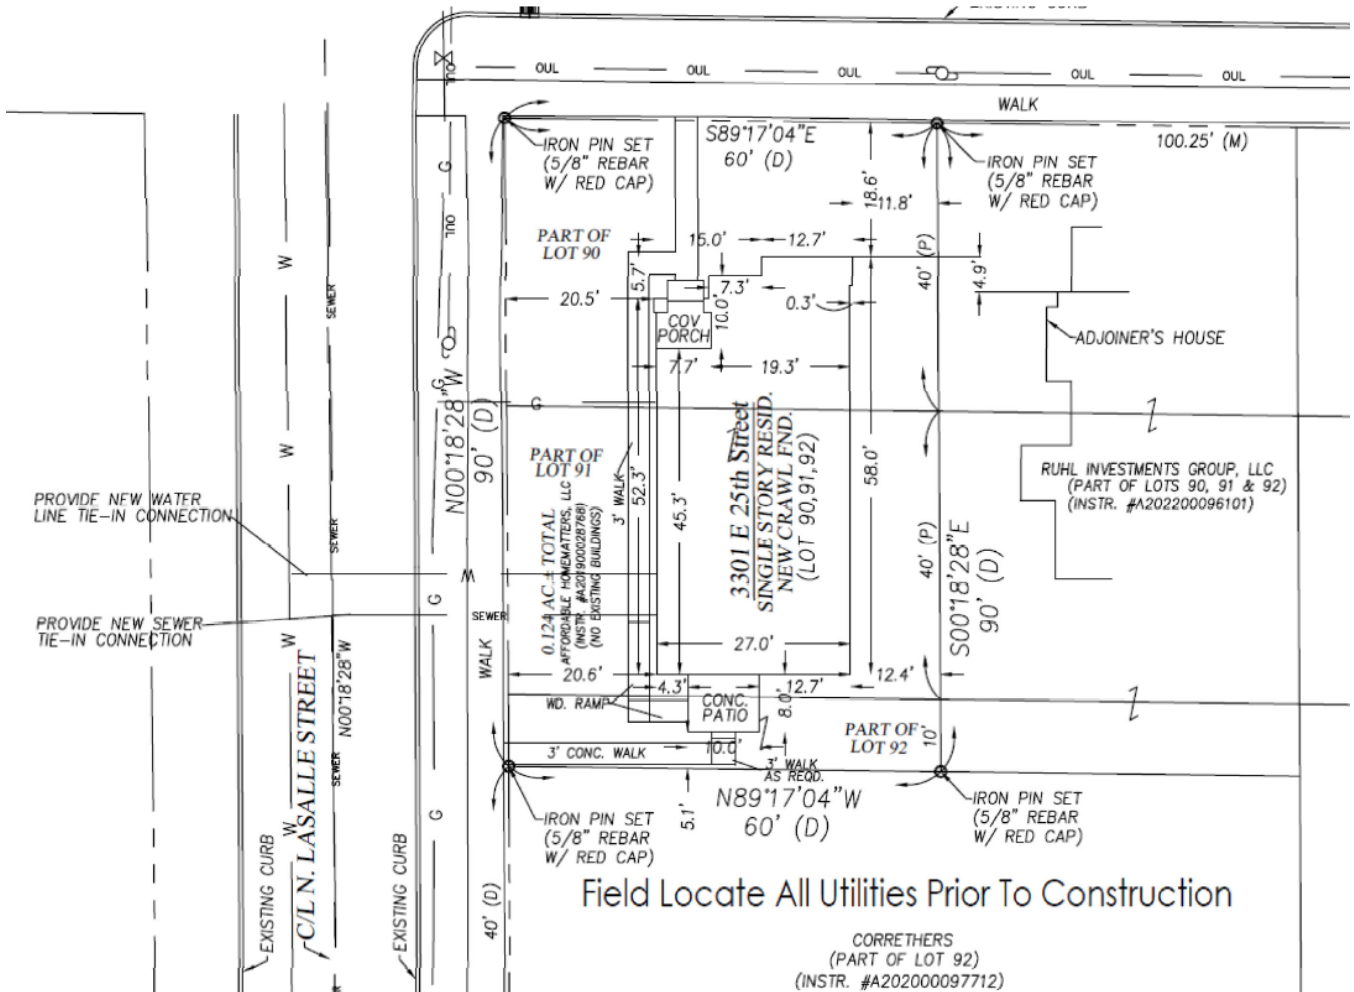 OUL
OUL
OUL
OUL
OUL
OUL
WALK
S89°17'04"E
60' (D)
100.25' (M)
IRON PIN SET
(5/8" REBAR
W/ RED CAP)
IRON PIN SET
(5/8" REBAR
W/ RED CAP)
G
OUL
18.6'
11.8'
PART OF
LOT 90
15.0'
12.7'
40' (P)
4.9'
W
SEWER
5.7'
7.3'
20.5'
10.0'
0.3'
COV
PORCH
ADJOINER'S HOUSE
7.7'
19.3'
G
G
N00°18'28"W
90' (D)
W
PART OF
LOT 91
3' WALK
52.3'
45.3'
3301 E 25th Street
SINGLE STORY RESID.
NEW CRAWL FND.
(LOT 90,91,92)
58.0'
RUHL INVESTMENTS GROUP, LLC
(PART OF LOTS 90, 91 & 92)
(INSTR. #A202200096101)
PROVIDE NEW WATER
LINE TIE-IN CONNECTION
SEWER
0.124 AC.± TOTAL
AFFORDABLE HOMEMATTERS, LLC
(INSTR. #A201900028768)
(NO EXISTING BUILDINGS)
40' (P)
S00°18'28"E
90' (D)
W
G
SEWER
PROVIDE NEW SEWER
TIE-IN CONNECTION
W
N00°18'28"W
WALK
27.0'
20.6'
4.3'
12.7'
12.4'
WD. RAMP
CONC.
PATIO
8.0'
PART OF
LOT 92
10'
3' CONC. WALK
10.0'
3' WALK
AS REQD.
SEWER
C/L N. LASALLE STREET
N89°17'04"W
60' (D)
5.1'
IRON PIN SET
(5/8" REBAR
W/ RED CAP)
IRON PIN SET
(5/8" REBAR
W/ RED CAP)
G
W
EXISTING CURB
EXISTING CURB
40' (D)
Field Locate All Utilities Prior To Construction
CORRETHERS
(PART OF LOT 92)
(INSTR. #A202000097712)